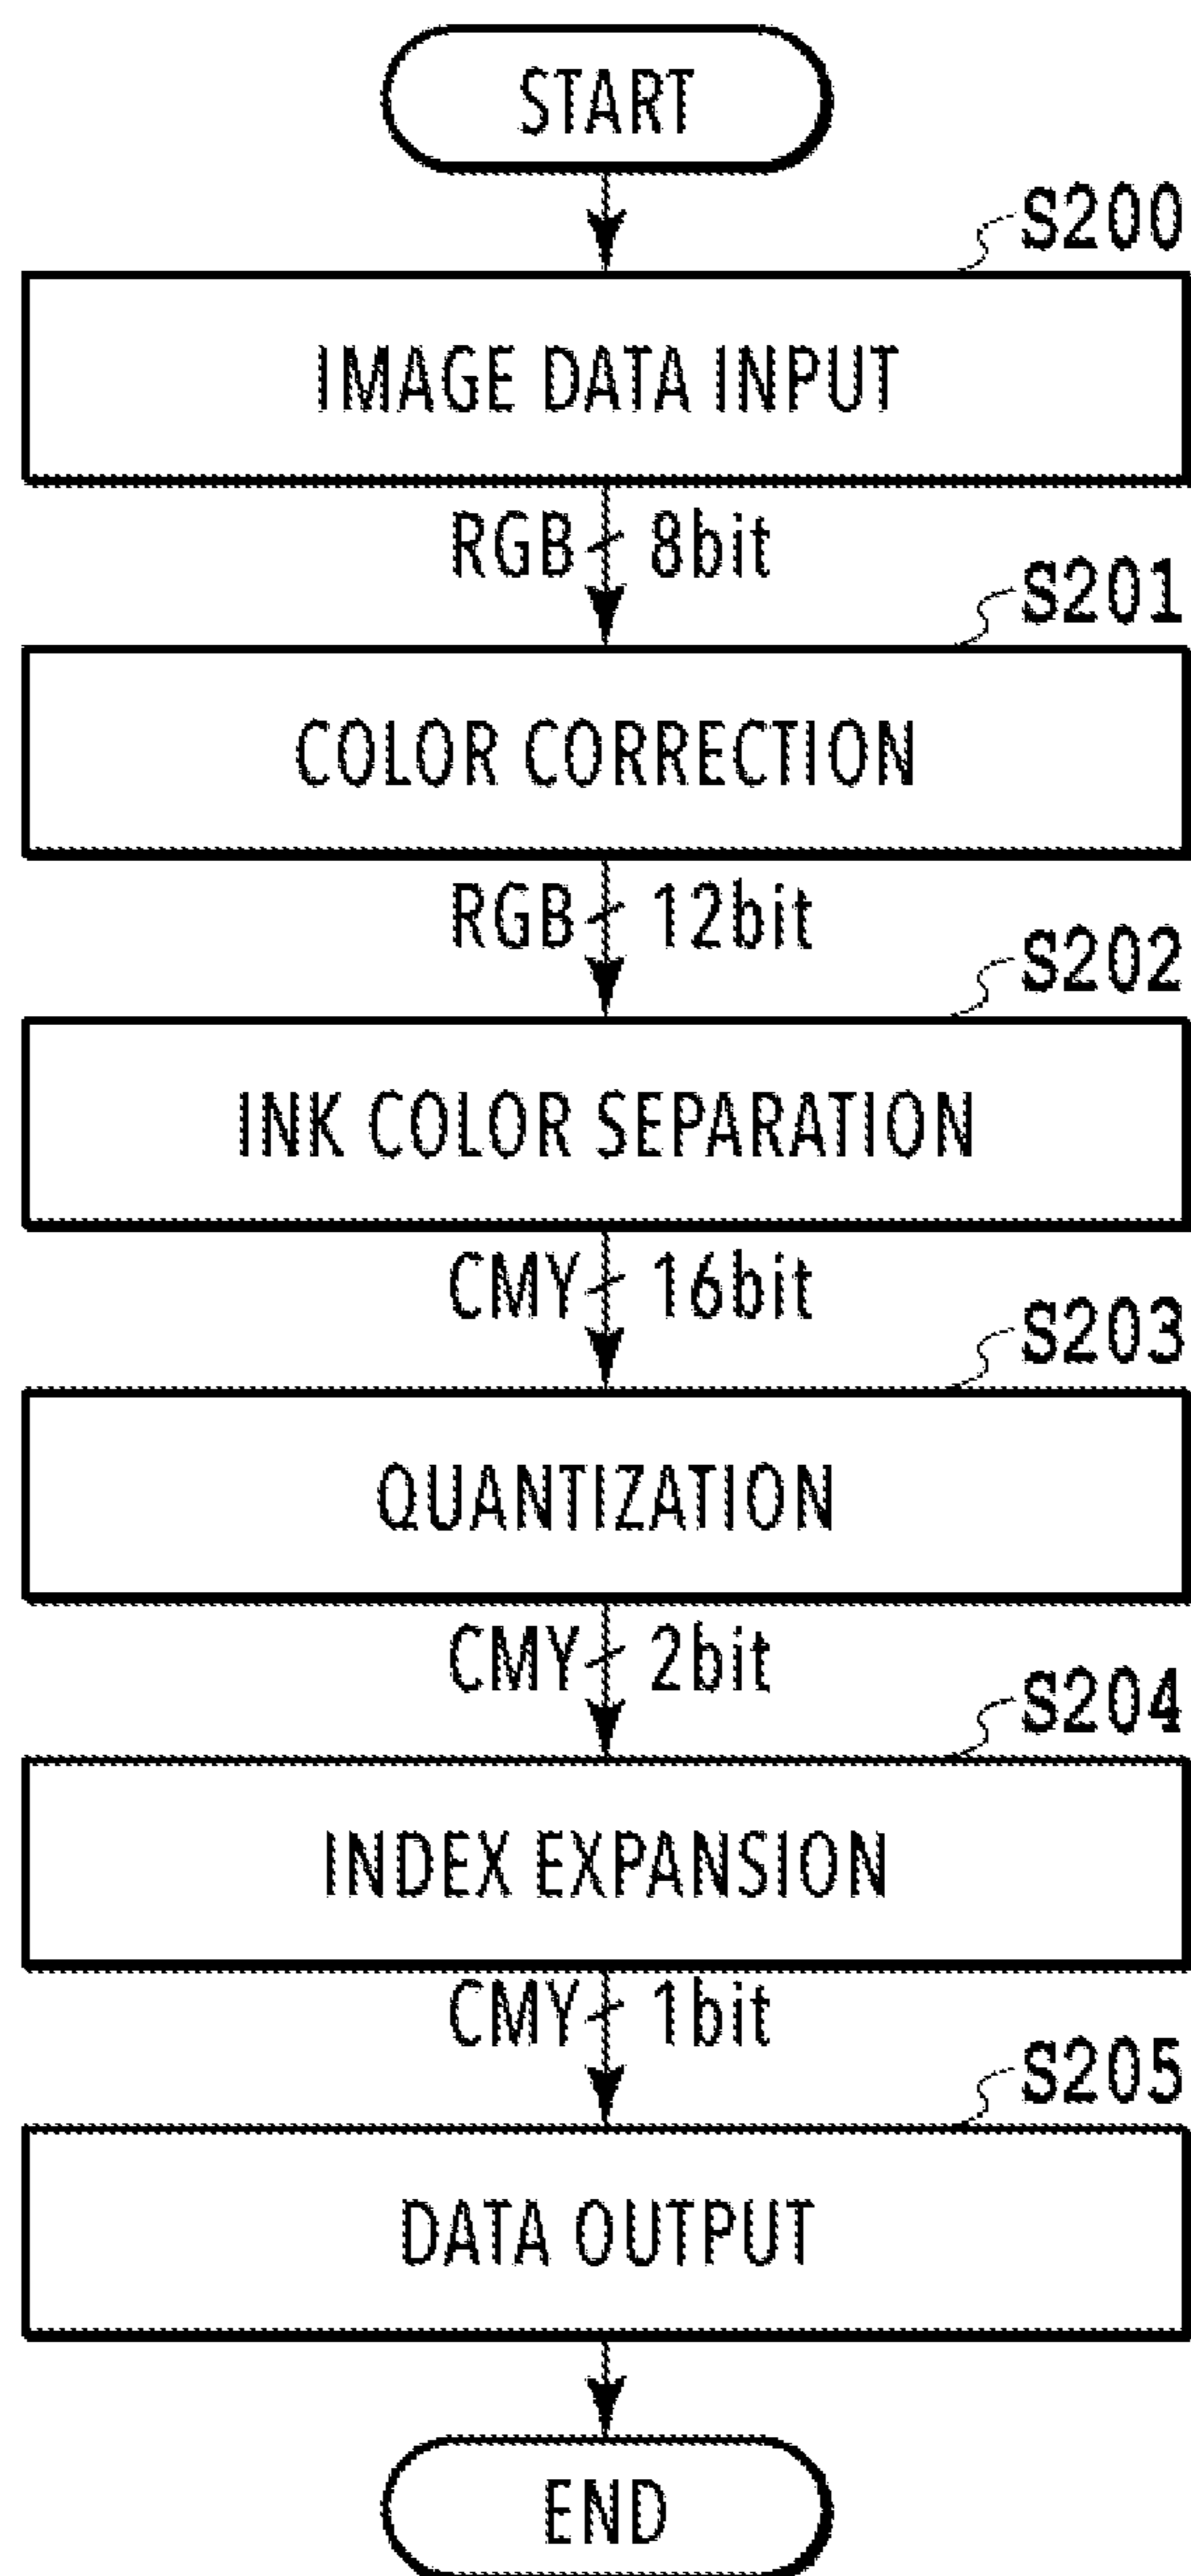 START
S200
IMAGE DATA INPUT
RGB 8bit
S201
COLOR CORRECTION
RGB 12bit
S202
INK COLOR SEPARATION
CMY 16bit
S203
QUANTIZATION
CMY 2bit
S204
INDEX EXPANSION
CMY 1bit
S205
DATA OUTPUT
END